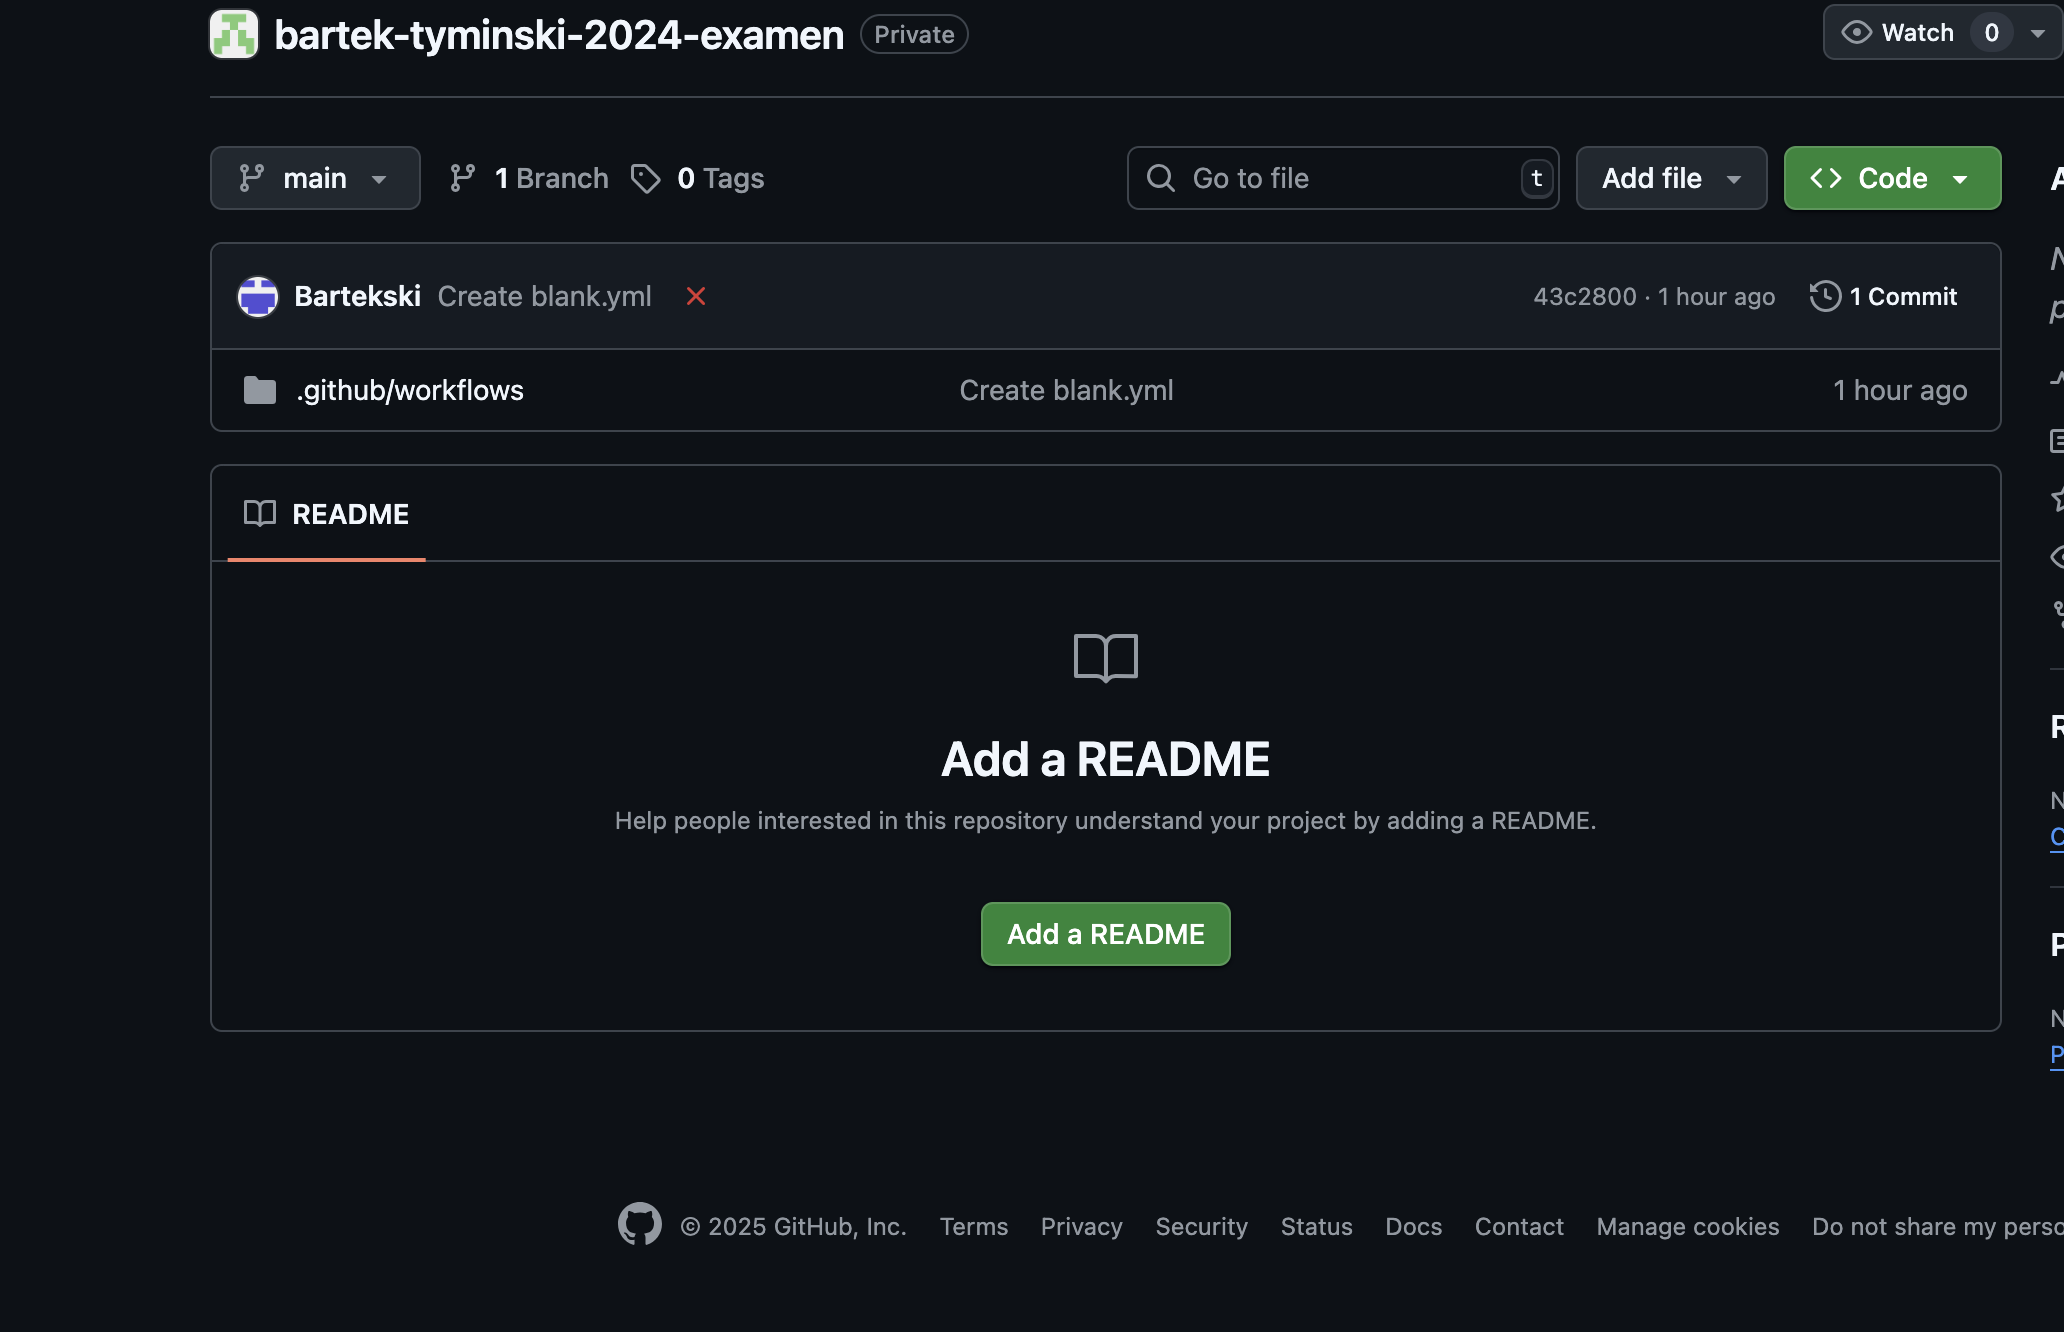 bartek-tyminski-2024-examen Private Watch 0
main 1 Branch 0 Tags Go to file t Add file Code
Bartekski Create blank.yml 43c2800 · 1 hour ago 1 Commit
.github/workflows Create blank.yml 1 hour ago
README
Add a README
Help people interested in this repository understand your project by adding a README.
Add a README
© 2025 GitHub, Inc. Terms Privacy Security Status Docs Contact Manage cookies Do not share my